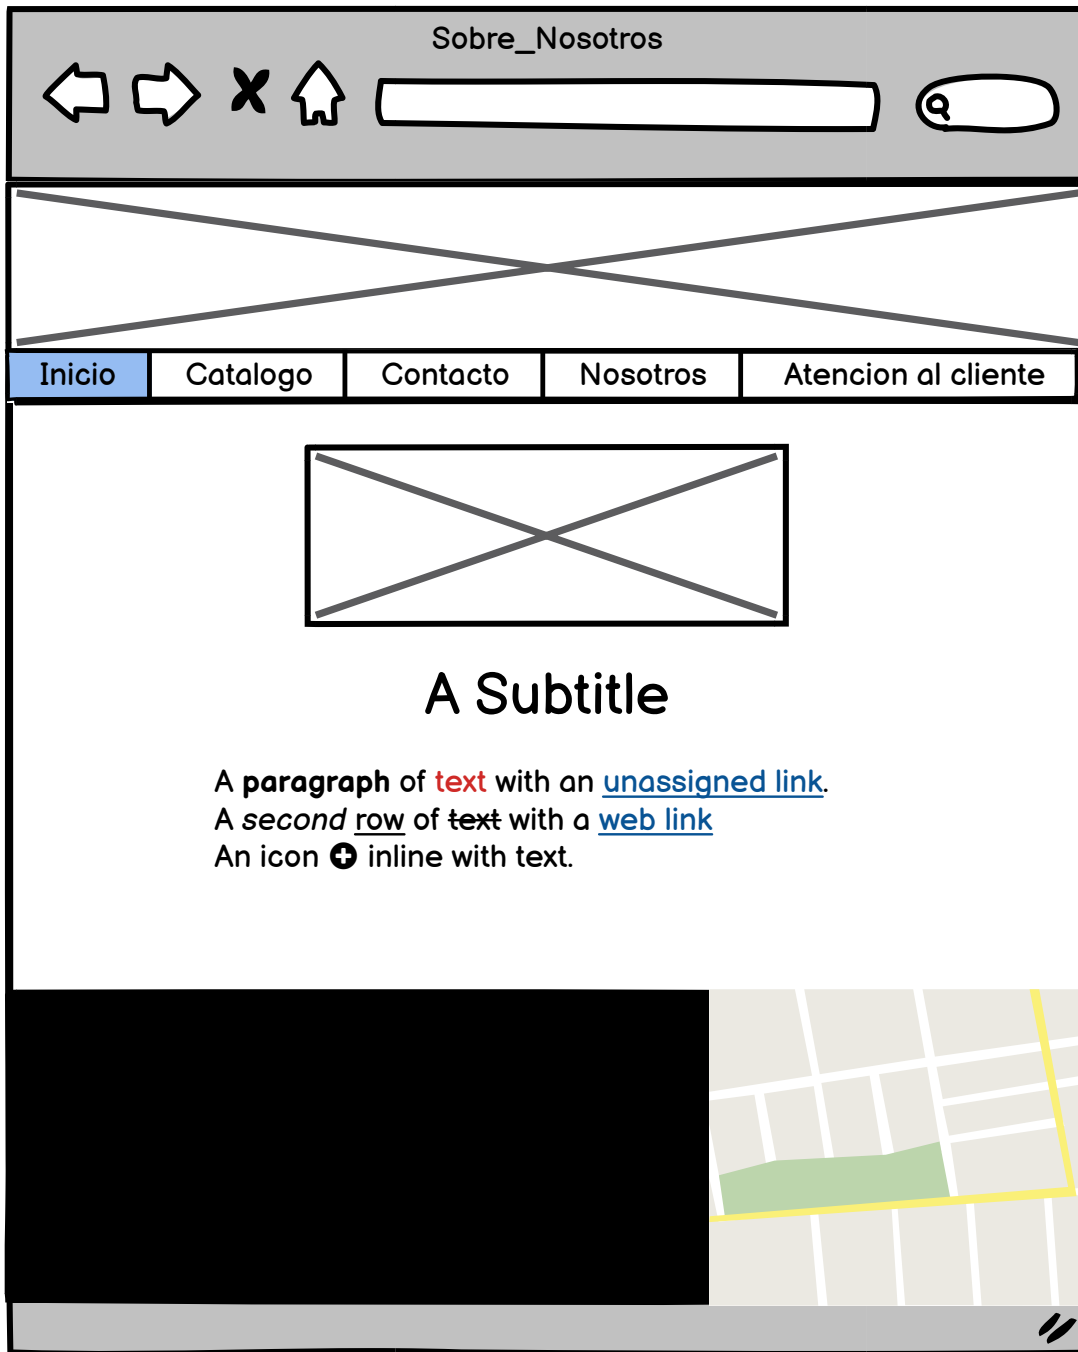 Sobre_Nosotros
Inicio Catalogo Contacto Nosotros Atencion al cliente
A Subtitle
A paragraph of text with an unassigned link.
A second row of text with a web link
An icon inline with text.